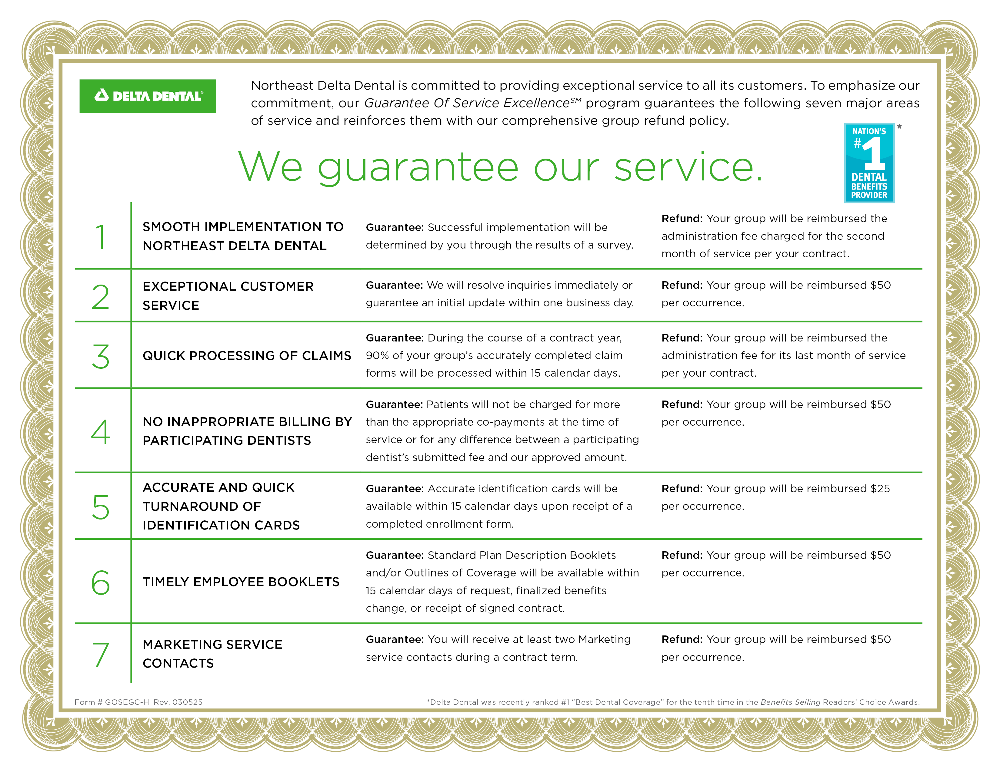 DELTA DENTAL®
Northeast Delta Dental is committed to providing exceptional service to all its customers. To emphasize our
commitment, our Guarantee Of Service Excellence℠ program guarantees the following seven major areas
of service and reinforces them with our comprehensive group refund policy.
NATION'S
#1
DENTAL
BENEFITS
PROVIDER
*
We guarantee our service.
1
SMOOTH IMPLEMENTATION TO
NORTHEAST DELTA DENTAL
Guarantee: Successful implementation will be
determined by you through the results of a survey.
Refund: Your group will be reimbursed the
administration fee charged for the second
month of service per your contract.
2
EXCEPTIONAL CUSTOMER
SERVICE
Guarantee: We will resolve inquiries immediately or
guarantee an initial update within one business day.
Refund: Your group will be reimbursed $50
per occurrence.
3
QUICK PROCESSING OF CLAIMS
Guarantee: During the course of a contract year,
90% of your group's accurately completed claim
forms will be processed within 15 calendar days.
Refund: Your group will be reimbursed the
administration fee for its last month of service
per your contract.
4
NO INAPPROPRIATE BILLING BY
PARTICIPATING DENTISTS
Guarantee: Patients will not be charged for more
than the appropriate co-payments at the time of
service or for any difference between a participating
dentist's submitted fee and our approved amount.
Refund: Your group will be reimbursed $50
per occurrence.
5
ACCURATE AND QUICK
TURNAROUND OF
IDENTIFICATION CARDS
Guarantee: Accurate identification cards will be
available within 15 calendar days upon receipt of a
completed enrollment form.
Refund: Your group will be reimbursed $25
per occurrence.
6
TIMELY EMPLOYEE BOOKLETS
Guarantee: Standard Plan Description Booklets
and/or Outlines of Coverage will be available within
15 calendar days of request, finalized benefits
change, or receipt of signed contract.
Refund: Your group will be reimbursed $50
per occurrence.
7
MARKETING SERVICE
CONTACTS
Guarantee: You will receive at least two Marketing
service contacts during a contract term.
Refund: Your group will be reimbursed $50
per occurrence.
Form # GOSEGC-H Rev. 030525
*Delta Dental was recently ranked #1 “Best Dental Coverage” for the tenth time in the Benefits Selling Readers' Choice Awards.